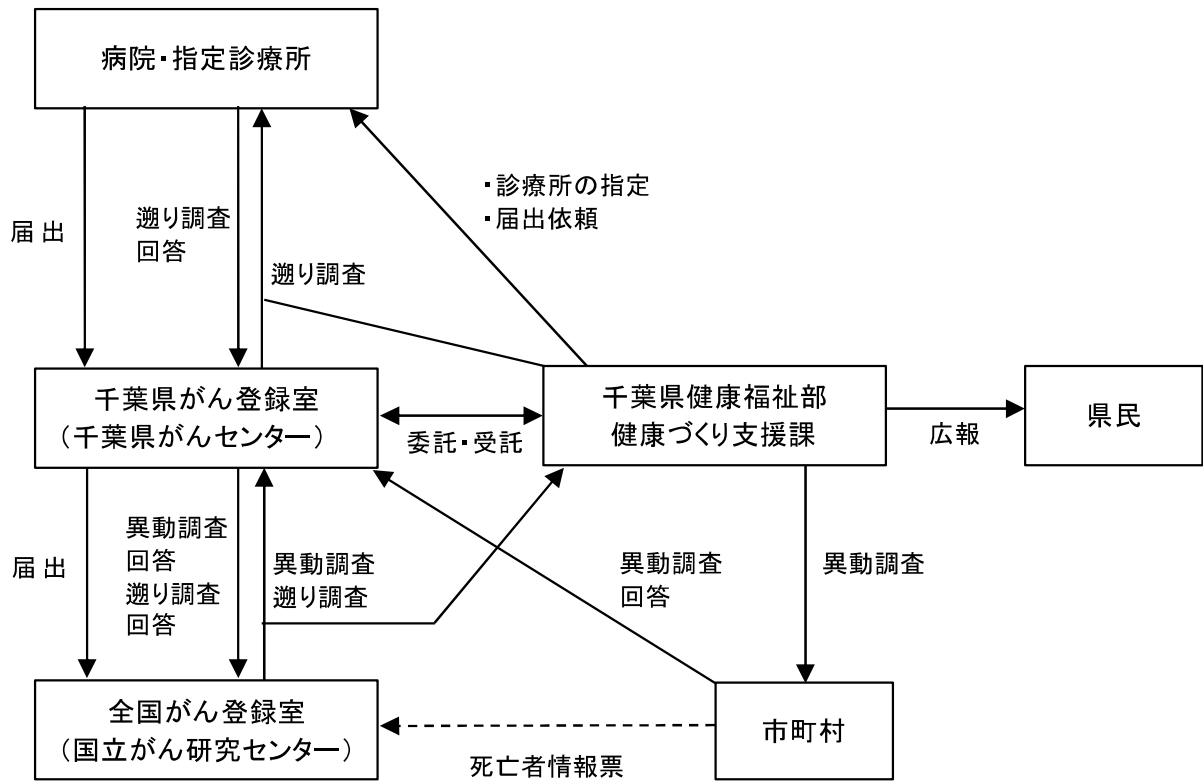 病院・指定診療所
・診療所の指定
・届出依頼
届出
遡り調査
回答
遡り調査
千葉県がん登録室
（千葉県がんセンター）
委託・受託
千葉県健康福祉部
健康づくり支援課
広報
県民
届出
異動調査
回答
遡り調査
回答
異動調査
遡り調査
異動調査
回答
異動調査
全国がん登録室
（国立がん研究センター）
死亡者情報票
市町村